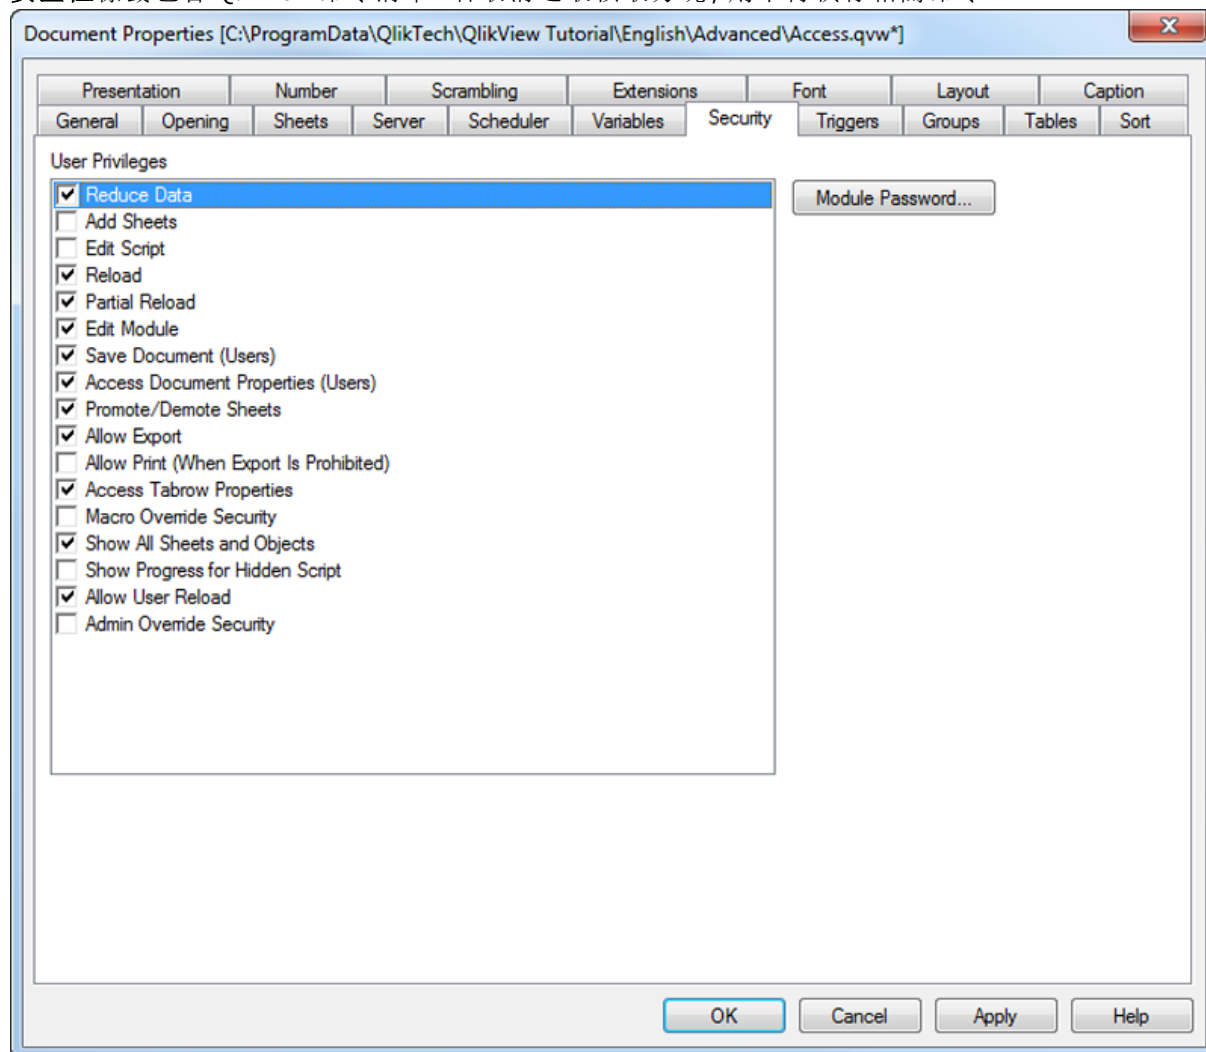 Document Properties [C:\ProgramData\QlikTech\QlikView Tutorial\English\Advanced\Access.qvw*]
Presentation Number Scrambling Extensions Font Layout Caption
General Opening Sheets Server Scheduler Variables Security Triggers Groups Tables Sort
User Privileges
Reduce Data
Module Password...
Add Sheets
Edit Script
Reload
Partial Reload
Edit Module
Save Document (Users)
Access Document Properties (Users)
Promote/Demote Sheets
Allow Export
Allow Print (When Export Is Prohibited)
Access Tabrow Properties
Macro Override Security
Show All Sheets and Objects
Show Progress for Hidden Script
Allow User Reload
Admin Override Security
OK Cancel Apply Help